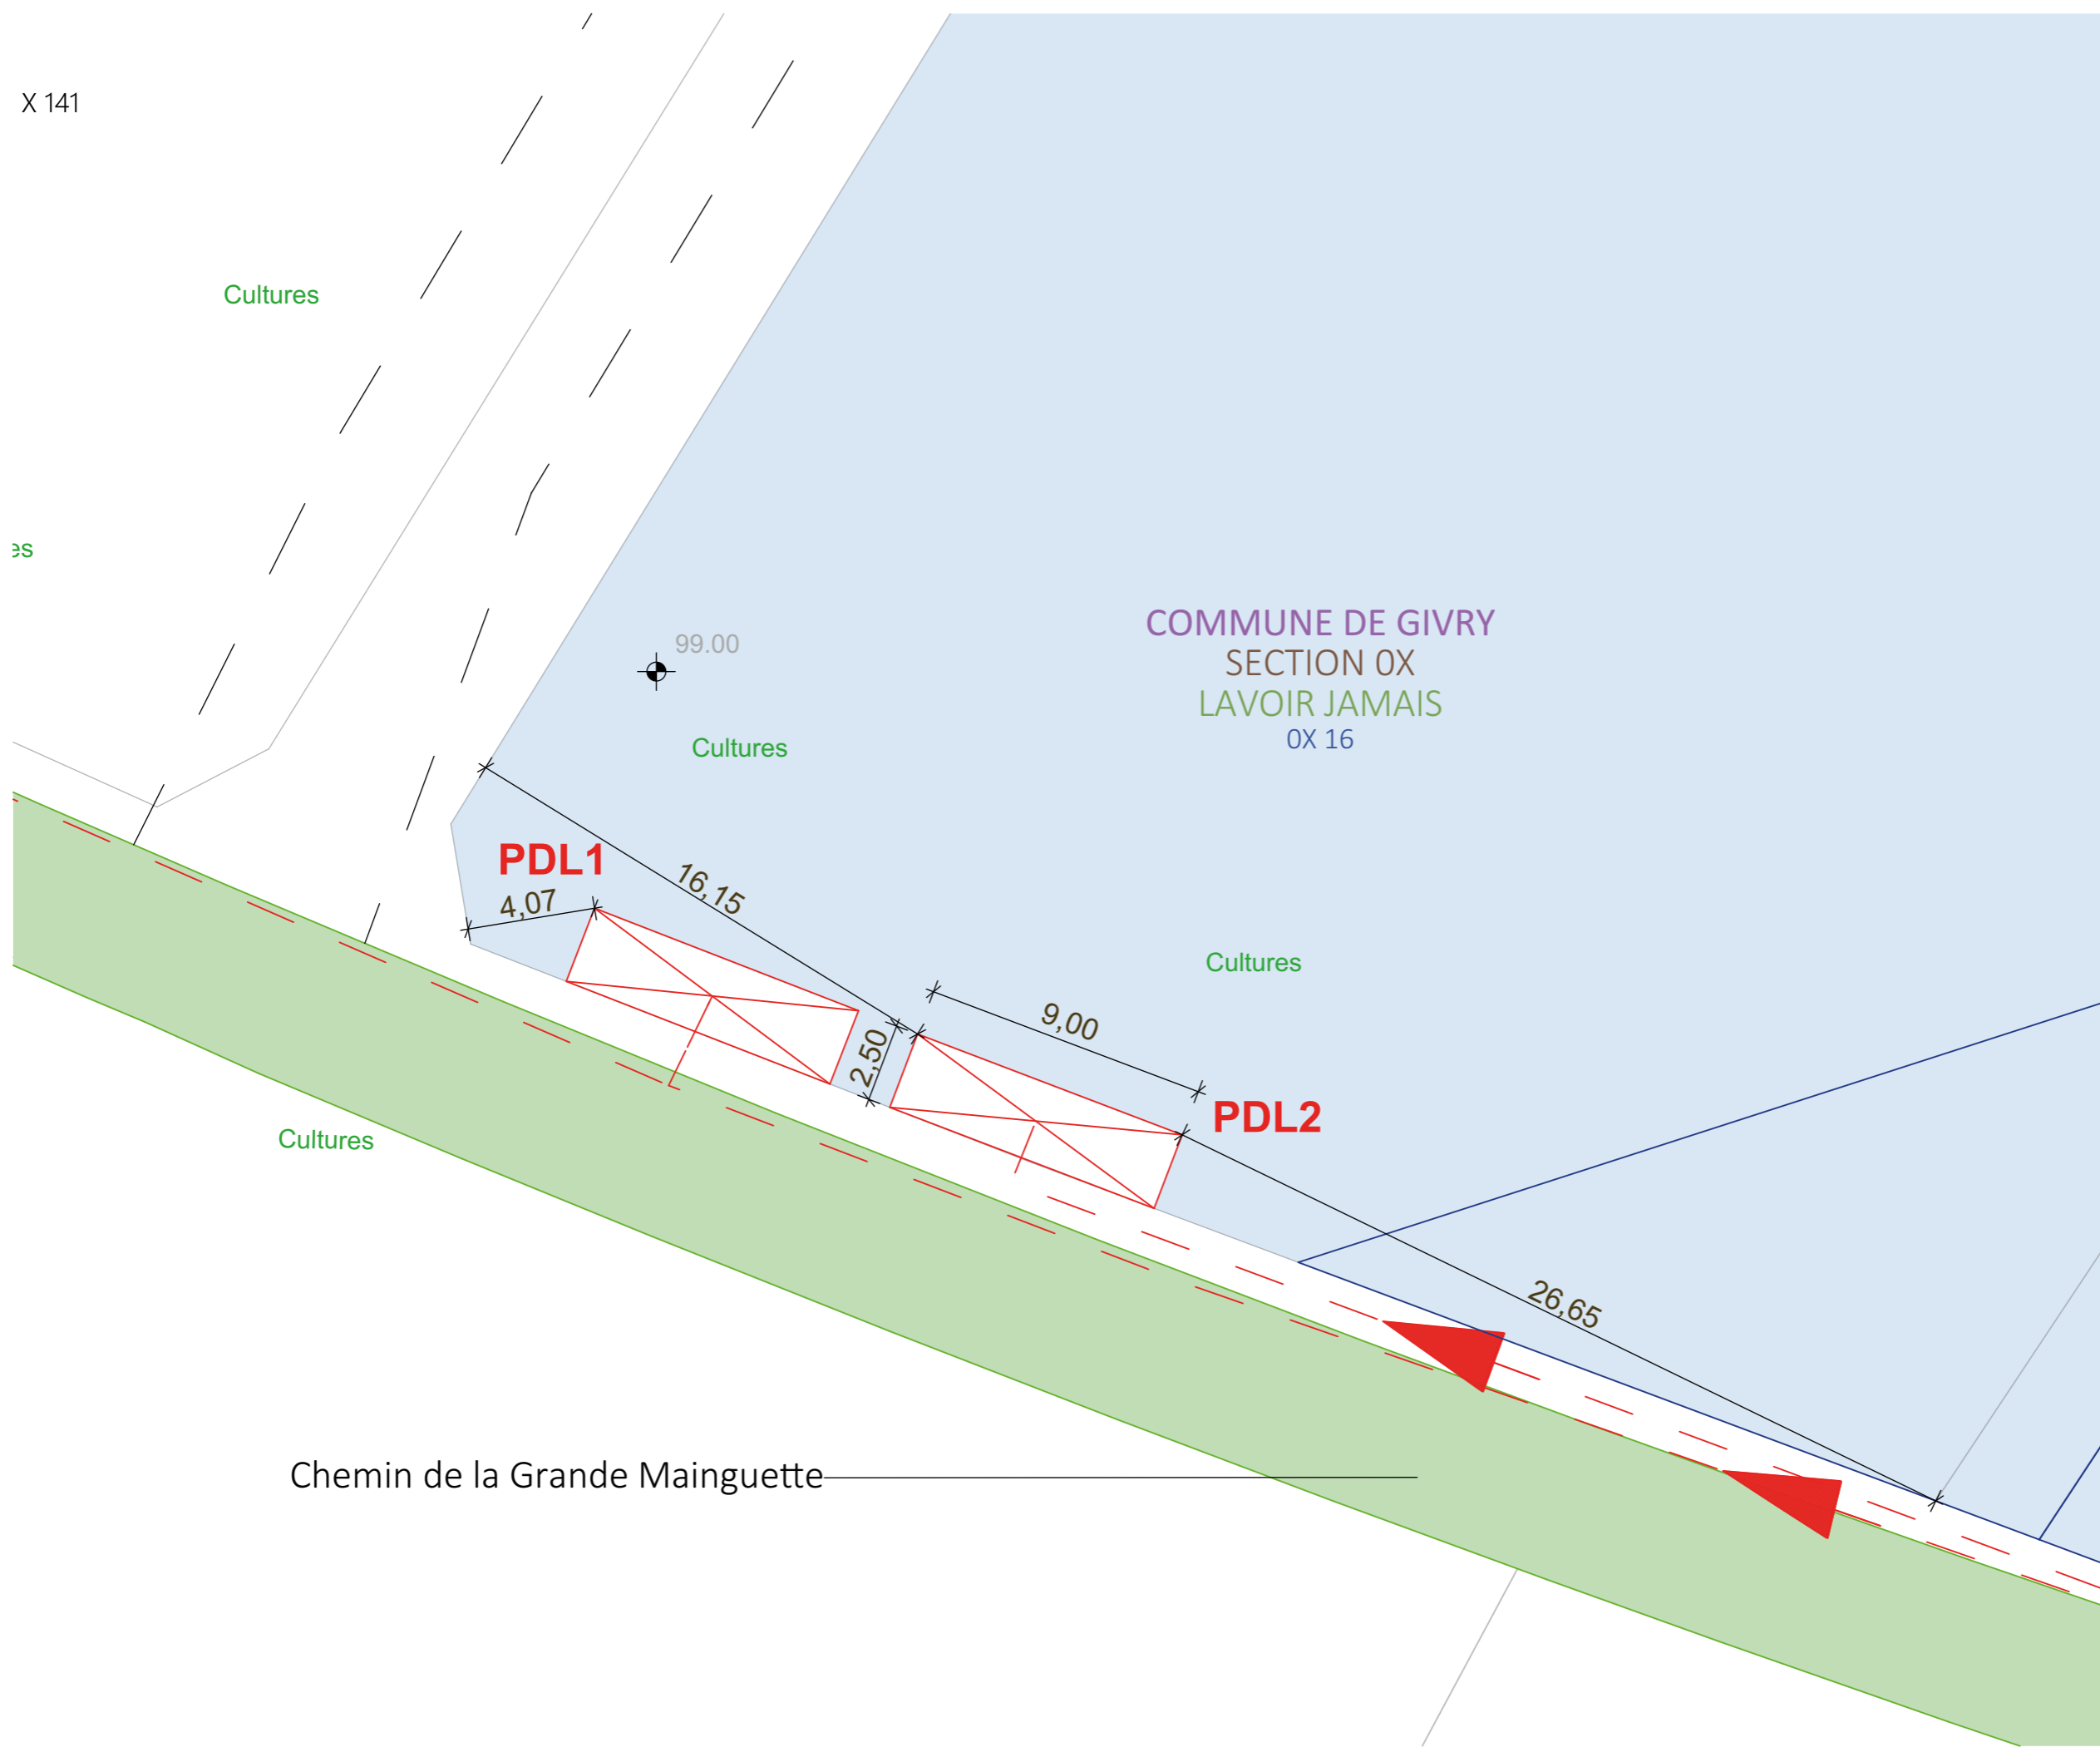 X 141
Cultures
es
99.00
COMMUNE DE GIVRY
SECTION 0X
LAVOIR JAMAIS
0X 16
Cultures
PDL1
16,15
4,07
Cultures
9,00
2,50
PDL2
Cultures
26,65
Chemin de la Grande Mainguette